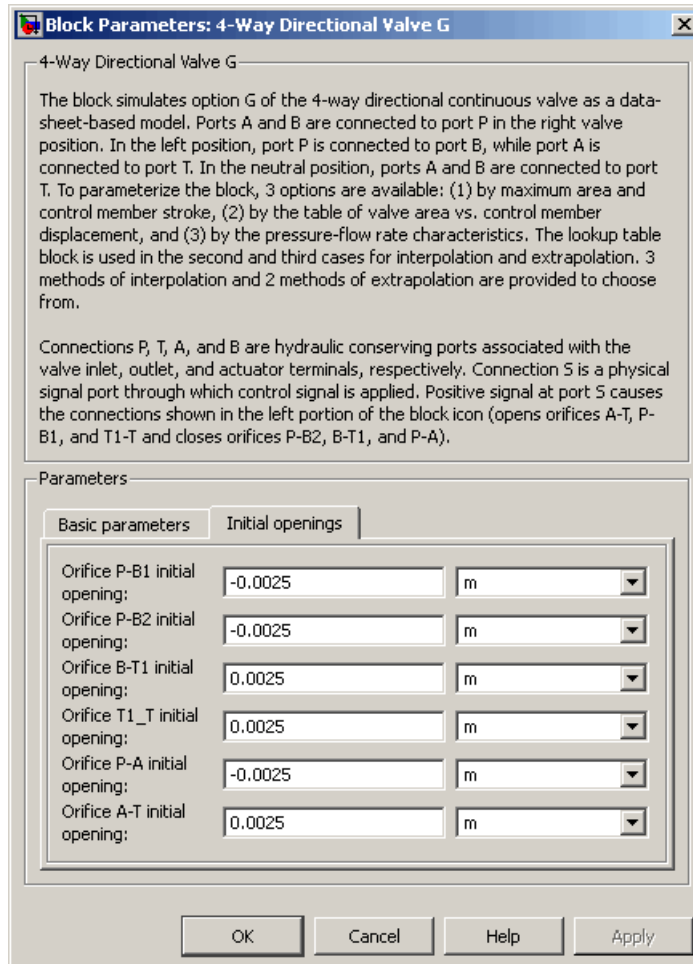 Block Parameters: 4-Way Directional Valve G
4-Way Directional Valve G
The block simulates option G of the 4-way directional continuous valve as a data-
sheet-based model. Ports A and B are connected to port P in the right valve
position. In the left position, port P is connected to port B, while port A is
connected to port T. In the neutral position, ports A and B are connected to port
T. To parameterize the block, 3 options are available: (1) by maximum area and
control member stroke, (2) by the table of valve area vs. control member
displacement, and (3) by the pressure-flow rate characteristics. The lookup table
block is used in the second and third cases for interpolation and extrapolation. 3
methods of interpolation and 2 methods of extrapolation are provided to choose
from.
Connections P, T, A, and B are hydraulic conserving ports associated with the
valve inlet, outlet, and actuator terminals, respectively. Connection S is a physical
signal port through which control signal is applied. Positive signal at port S causes
the connections shown in the left portion of the block icon (opens orifices A-T, P-
B1, and T1-T and closes orifices P-B2, B-T1, and P-A).
Parameters
Basic parameters Initial openings
Orifice P-B1 initial
opening: -0.0025 m
Orifice P-B2 initial
opening: -0.0025 m
Orifice B-T1 initial
opening: 0.0025 m
Orifice T1_T initial
opening: 0.0025 m
Orifice P-A initial
opening: -0.0025 m
Orifice A-T initial
opening: 0.0025 m
OK Cancel Help Apply